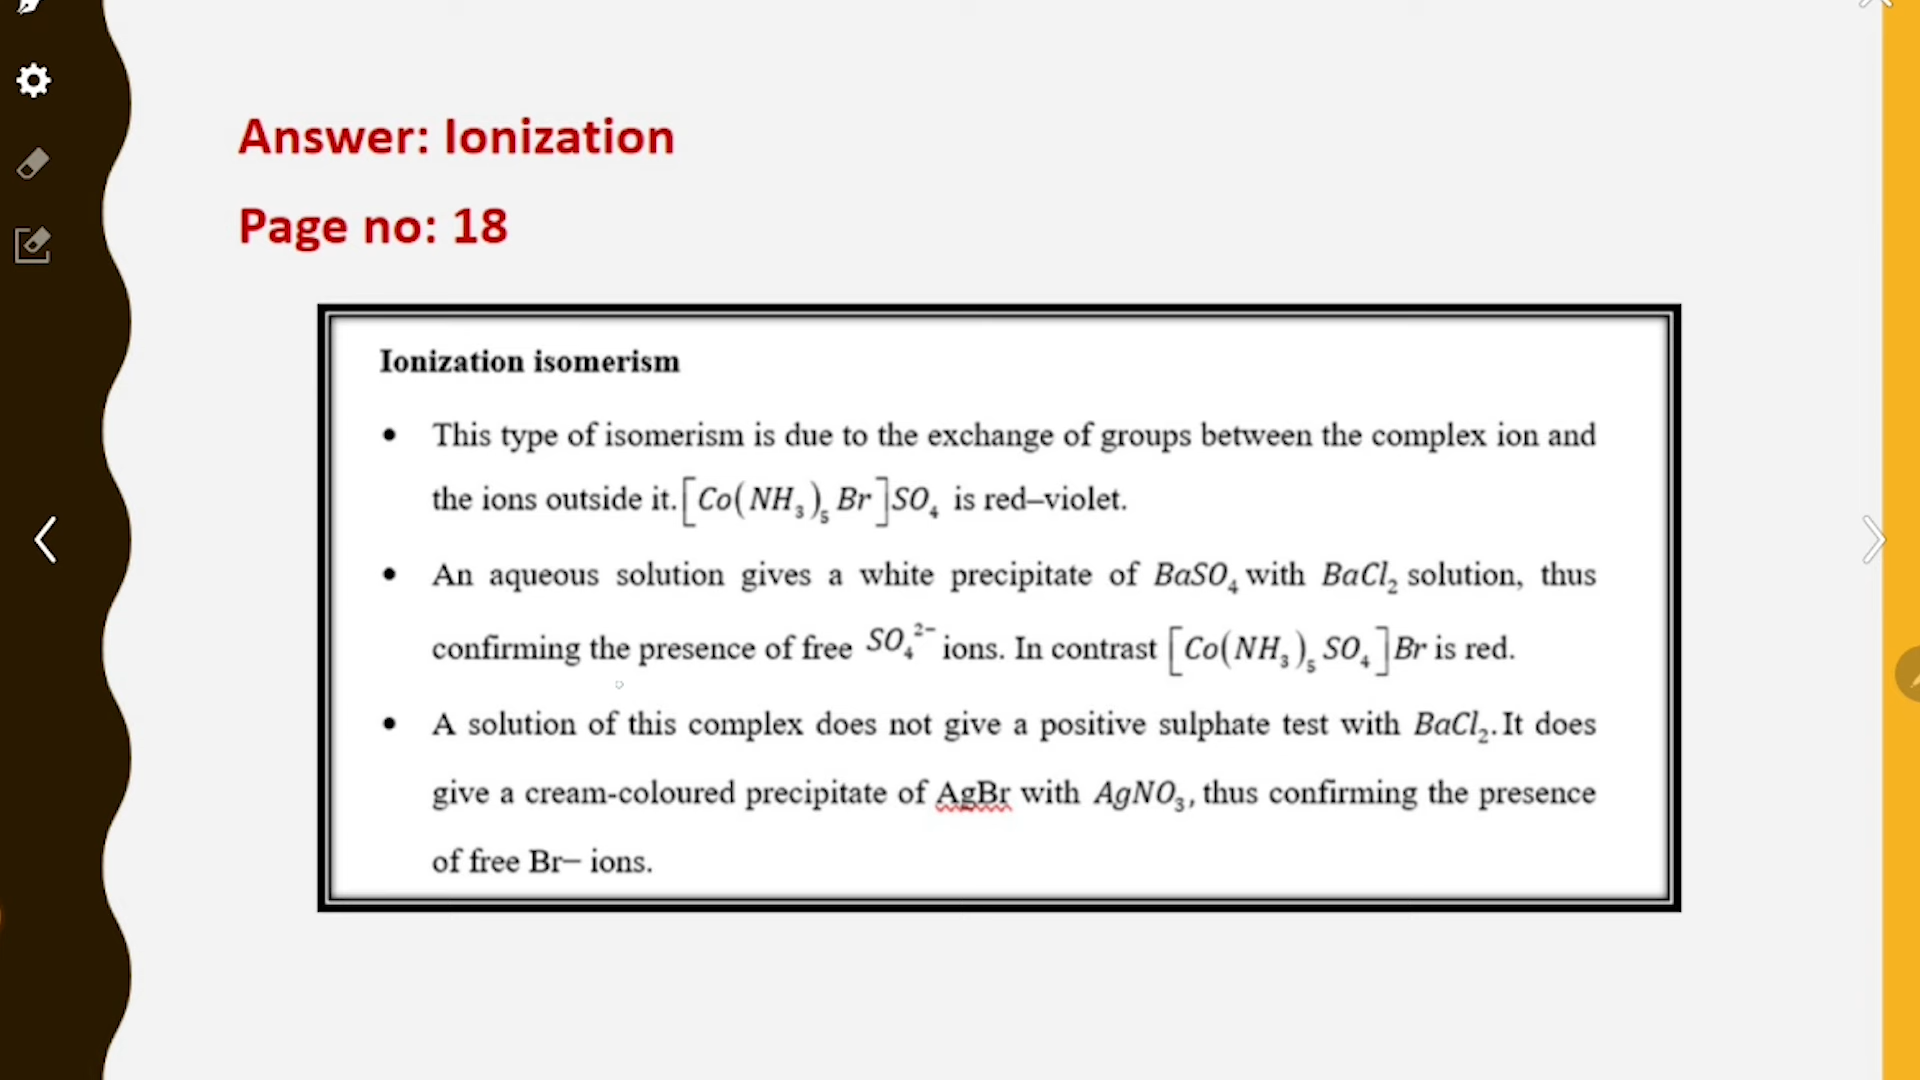 Answer: Ionization
Page no: 18
Ionization isomerism
• This type of isomerism is due to the exchange of groups between the complex ion and
the ions outside it. [Co(NH₃)₅ Br]SO₄ is red–violet.
• An aqueous solution gives a white precipitate of BaSO₄ with BaCl₂ solution, thus
confirming the presence of free SO₄²⁻ ions. In contrast [Co(NH₃)₅ SO₄]Br is red.
• A solution of this complex does not give a positive sulphate test with BaCl₂. It does
give a cream-coloured precipitate of AgBr with AgNO₃, thus confirming the presence
of free Br− ions.